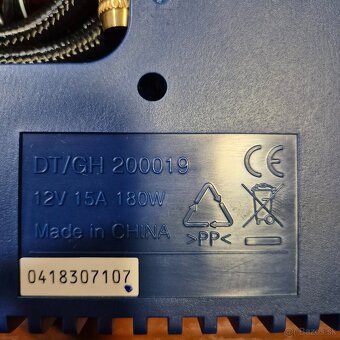 DT/GH 200019
12V 15A 180W
Made in CHINA
CE
>PP<
0418307107